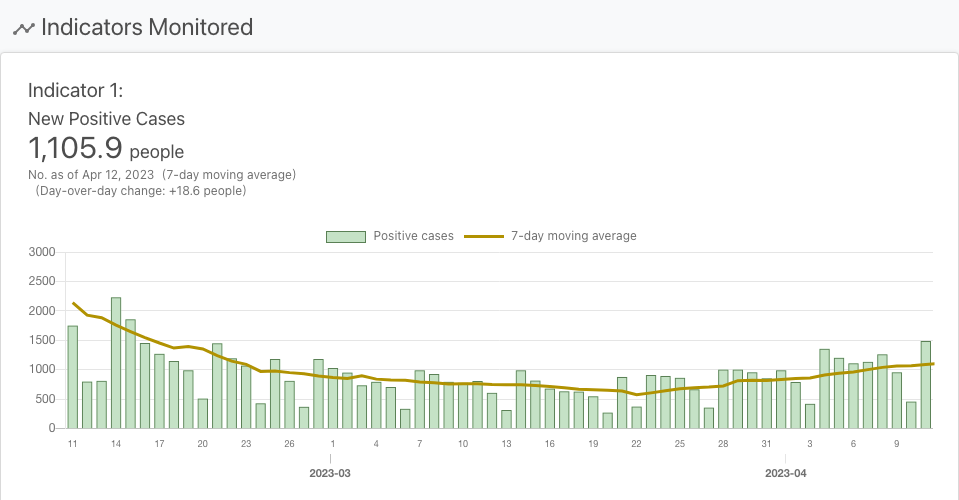 Indicators Monitored
Indicator 1:
New Positive Cases
1,105.9 people
No. as of Apr 12, 2023 (7-day moving average)
(Day-over-day change: +18.6 people)
Positive cases 7-day moving average
3000
2500
2000
1500
1000
500
0
11 14 17 20 23 26 1 4 7 10 13 16 19 22 25 28 31 3 6 9
2023-03 2023-04